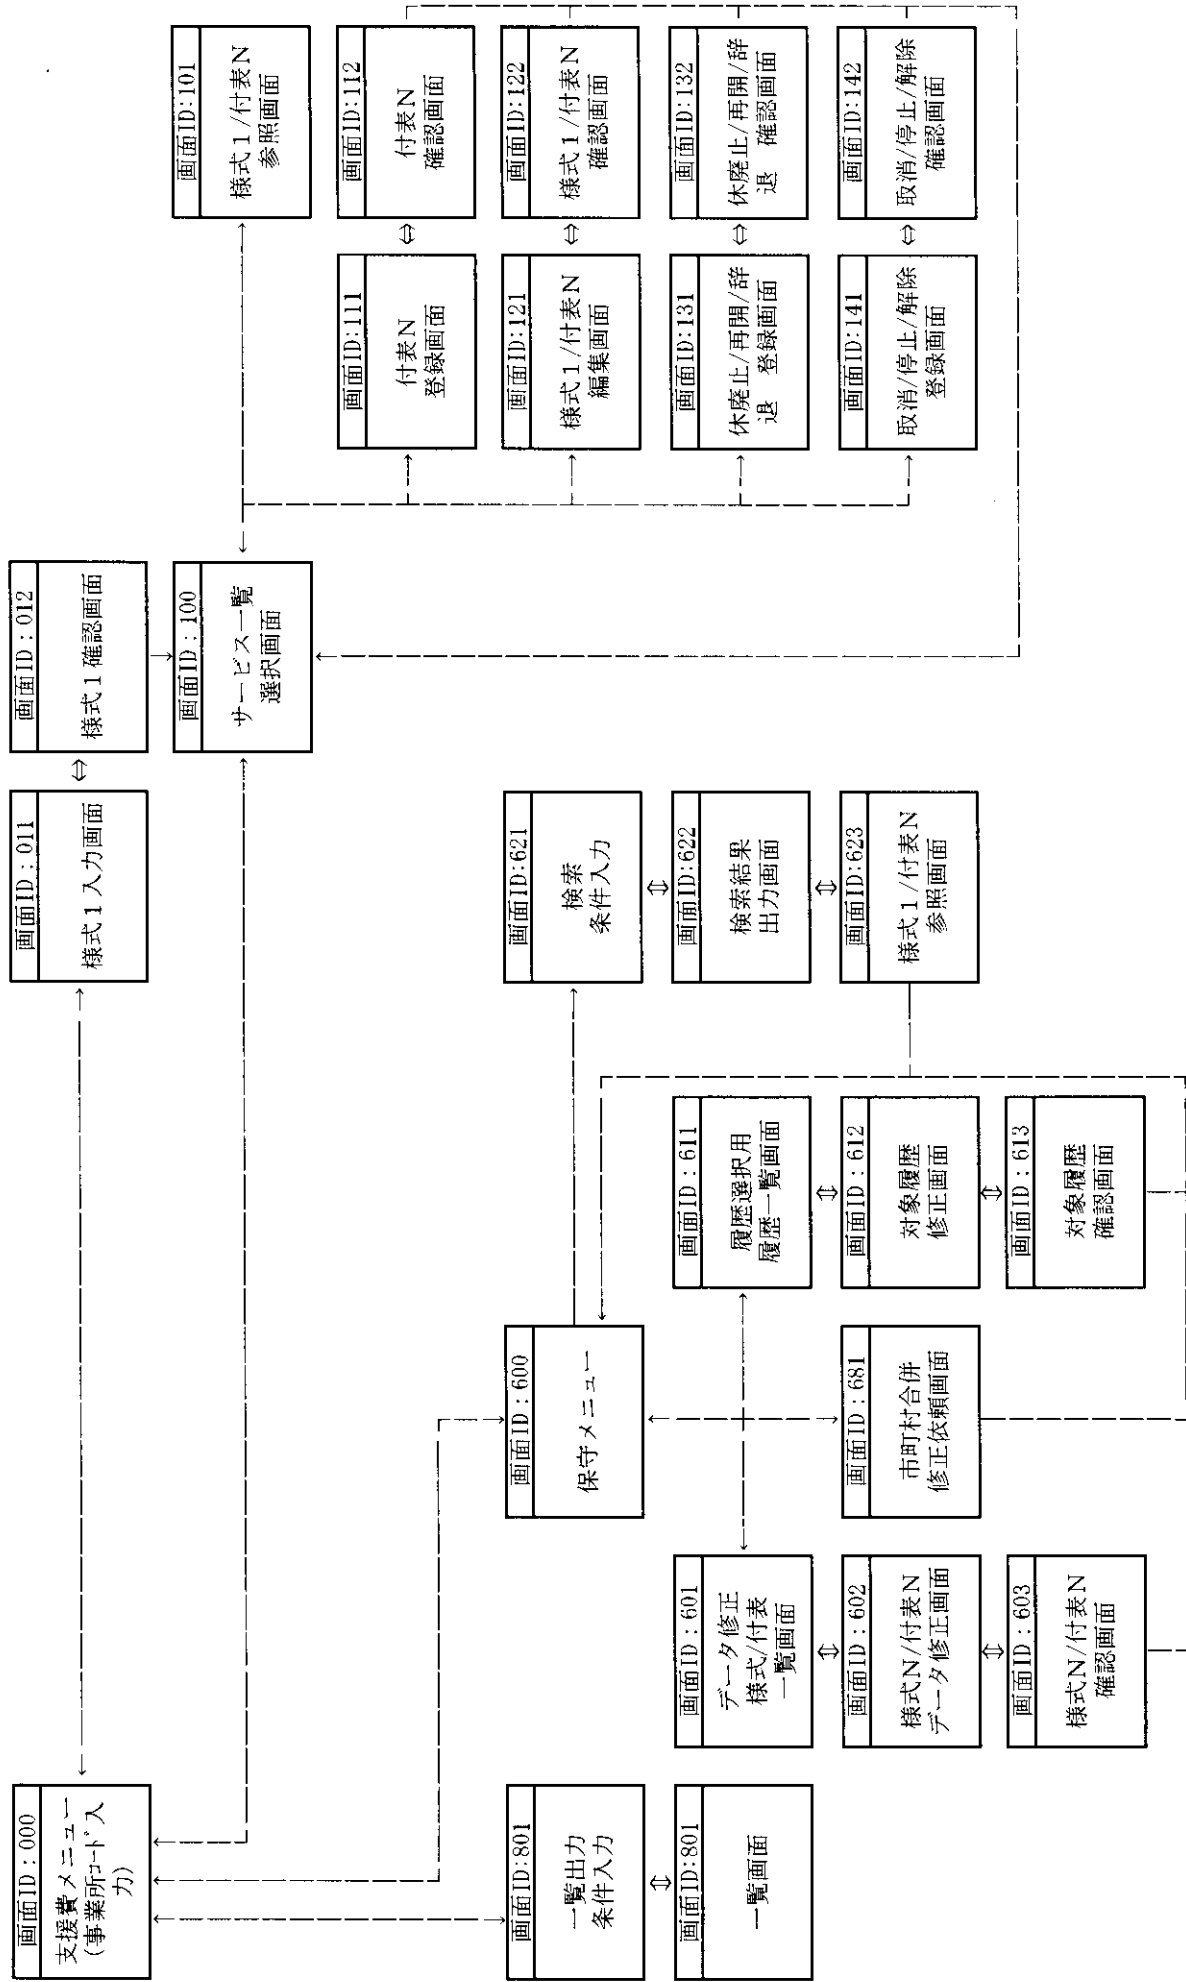 画面ID：000
支援費メニュー
(事業所コード入
力)
画面ID：011
様式１入力画面
画面ID：012
様式１確認画面
画面ID：100
サービス一覧
選択画面
画面ID:101
様式１/付表N
参照画面
画面ID:111
付表N
登録画面
画面ID:112
付表N
確認画面
画面ID:121
様式１/付表N
編集画面
画面ID:122
様式１/付表N
確認画面
画面ID:131
休廃止/再開/辞
退　登録画面
画面ID:132
休廃止/再開/辞
退　確認画面
画面ID:141
取消/停止/解除
登録画面
画面ID:142
取消/停止/解除
確認画面
画面ID:801
一覧出力
条件入力
画面ID:801
一覧画面
画面ID：600
保守メニュー
画面ID:621
検索
条件入力
画面ID:622
検索結果
出力画面
画面ID:623
様式１/付表N
参照画面
画面ID：601
データ修正
様式/付表
一覧画面
画面ID：602
様式N/付表N
データ修正画面
画面ID：603
様式N/付表N
確認画面
画面ID：681
市町村合併
修正依頼画面
画面ID：611
履歴選択用
履歴一覧画面
画面ID：612
対象履歴
修正画面
画面ID：613
対象履歴
確認画面